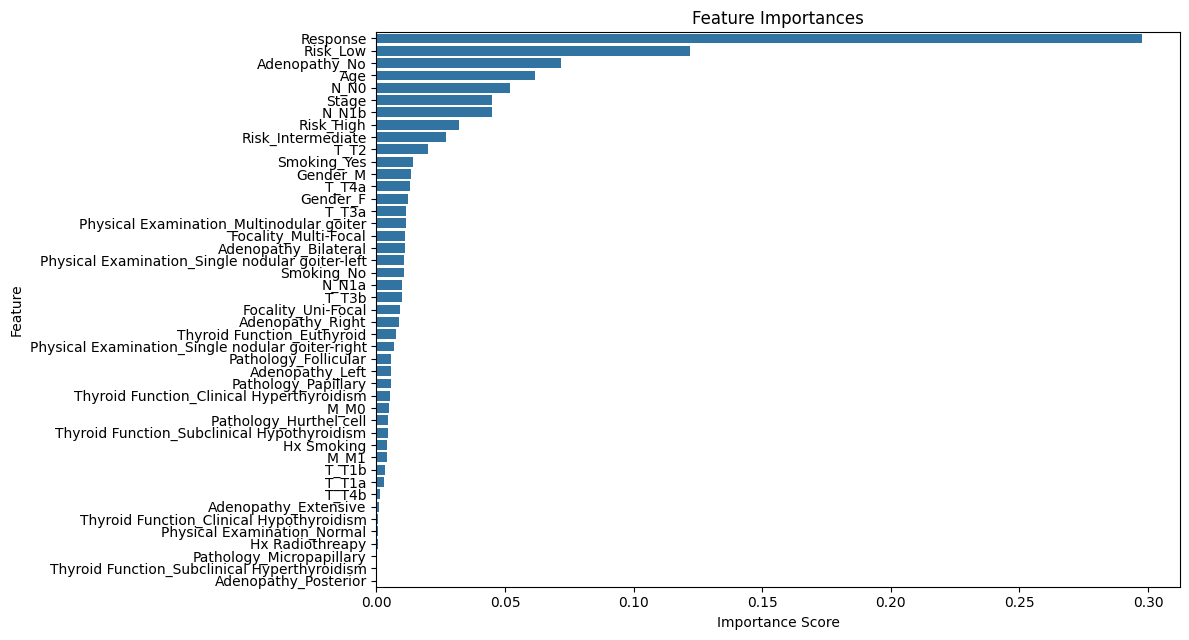 Feature Importances
Response
Risk_Low
Adenopathy_No
Age
N_N0
Stage
N_N1b
Risk_High
Risk_Intermediate
T_T2
Smoking_Yes
Gender_M
T_T4a
Gender_F
T_T3a
Physical Examination_Multinodular goiter
Focality_Multi-Focal
Adenopathy_Bilateral
Physical Examination_Single nodular goiter-left
Smoking_No
N_N1a
T_T3b
Focality_Uni-Focal
Adenopathy_Right
Thyroid Function_Euthyroid
Physical Examination_Single nodular goiter-right
Pathology_Follicular
Adenopathy_Left
Pathology_Papillary
Thyroid Function_Clinical Hyperthyroidism
M_M0
Pathology_Hurthel cell
Thyroid Function_Subclinical Hypothyroidism
Hx Smoking
M_M1
T_T1b
T_T1a
T_T4b
Adenopathy_Extensive
Thyroid Function_Clinical Hypothyroidism
Physical Examination_Normal
Hx Radiothreapy
Pathology_Micropapillary
Thyroid Function_Subclinical Hyperthyroidism
Adenopathy_Posterior
Feature
0.00 0.05 0.10 0.15 0.20 0.25 0.30
Importance Score